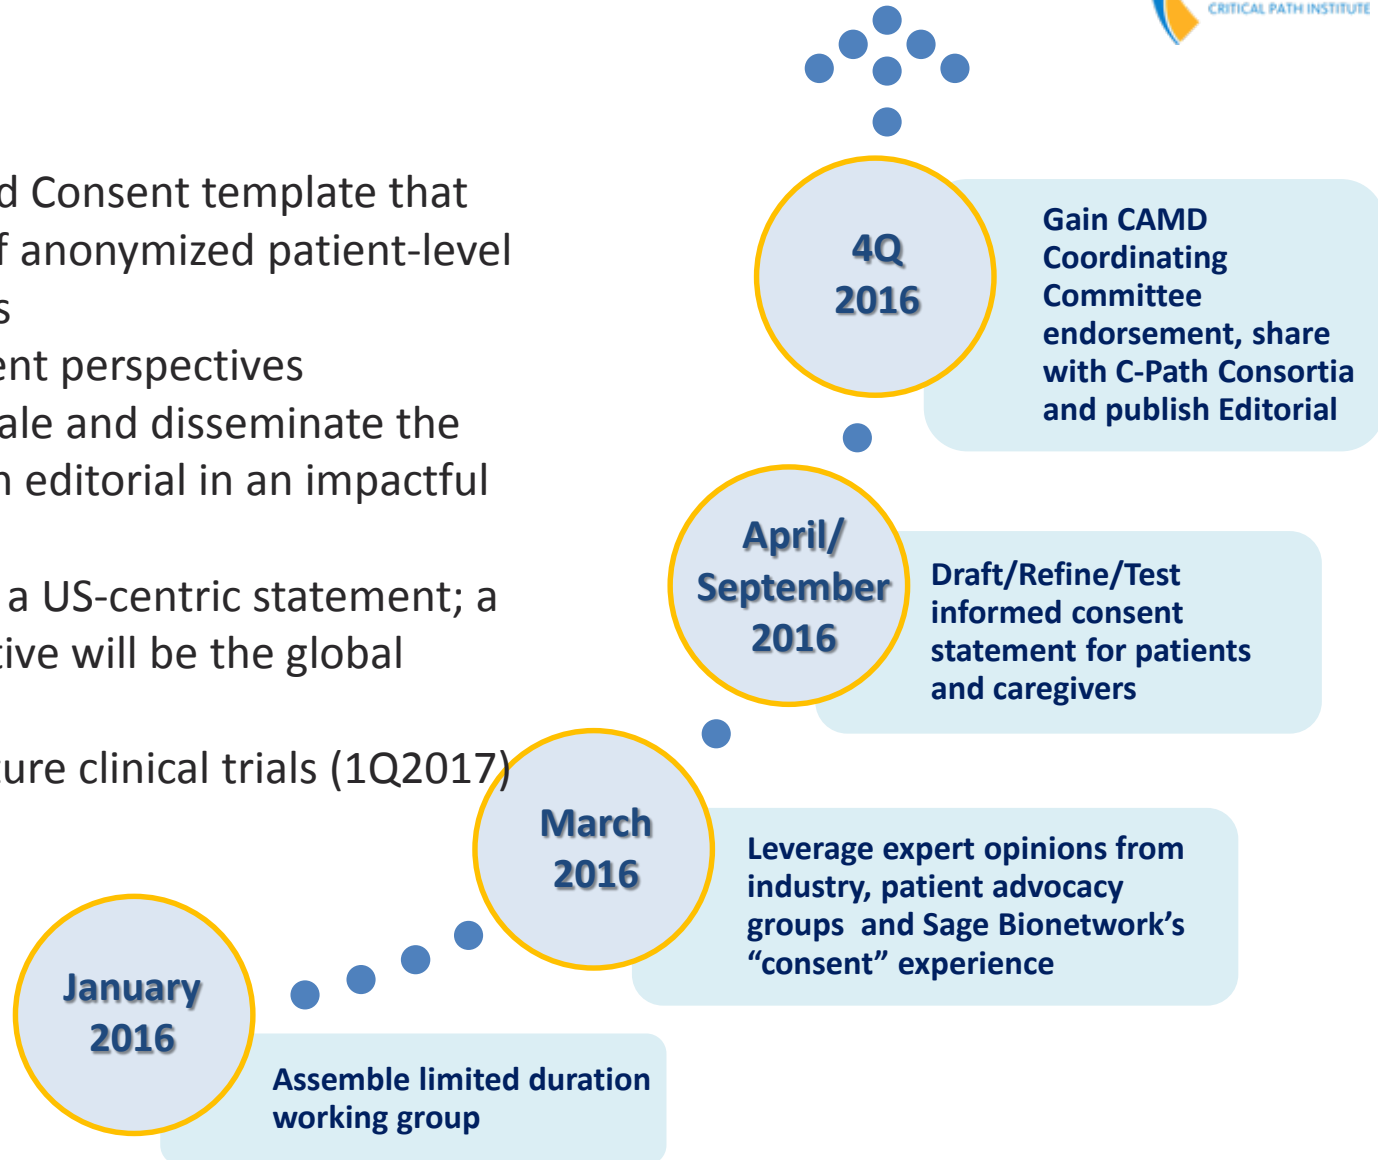 CRITICAL PATH INSTITUTE
d Consent template that
f anonymized patient-level
s
ent perspectives
ale and disseminate the
n editorial in an impactful
a US-centric statement; a
tive will be the global
ture clinical trials (1Q2017)
4Q
2016
Gain CAMD
Coordinating
Committee
endorsement, share
with C-Path Consortia
and publish Editorial
April/
September
2016
Draft/Refine/Test
informed consent
statement for patients
and caregivers
March
2016
Leverage expert opinions from
industry, patient advocacy
groups  and Sage Bionetwork’s
“consent” experience
January
2016
Assemble limited duration
working group